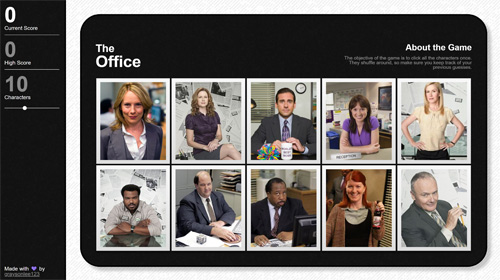 0
Current Score
0
High Score
10
Characters
The
Office
About the Game
The objective of the game is to click all the characters once.
They shuffle around, so make sure you keep track of your
previous guesses.
RECEPTION
Made with 💜 by